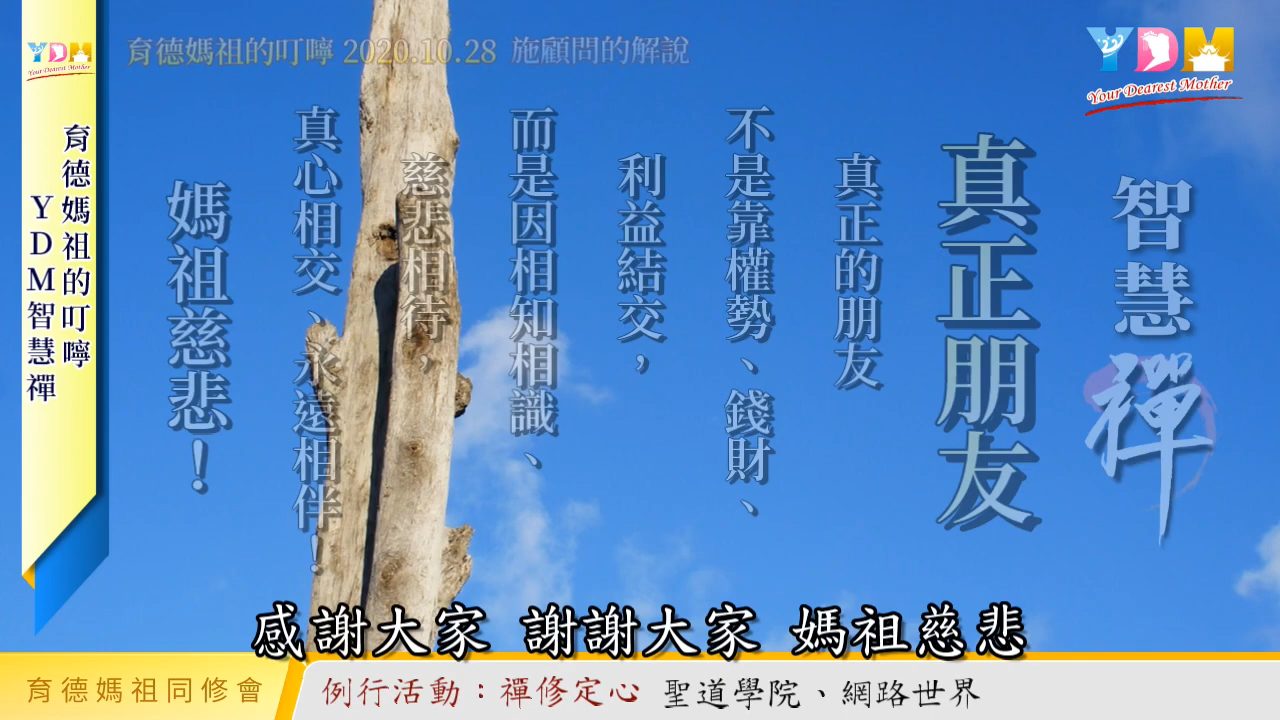 育德媽祖的叮嚀 2020.10.28 施顧問的解說
YDM
Your Dearest Mother
智慧禪
真正朋友
真正的朋友
不是靠權勢、錢財、
利益結交，
而是因相知相識、
慈悲相待，
真心相交、永遠相伴！
媽祖慈悲！
YDM
Your Dearest Mother
育德媽祖的叮嚀
YDM智慧禪
感謝大家 謝謝大家 媽祖慈悲
育德媽祖同修會
例行活動：禪修定心 聖道學院、網路世界